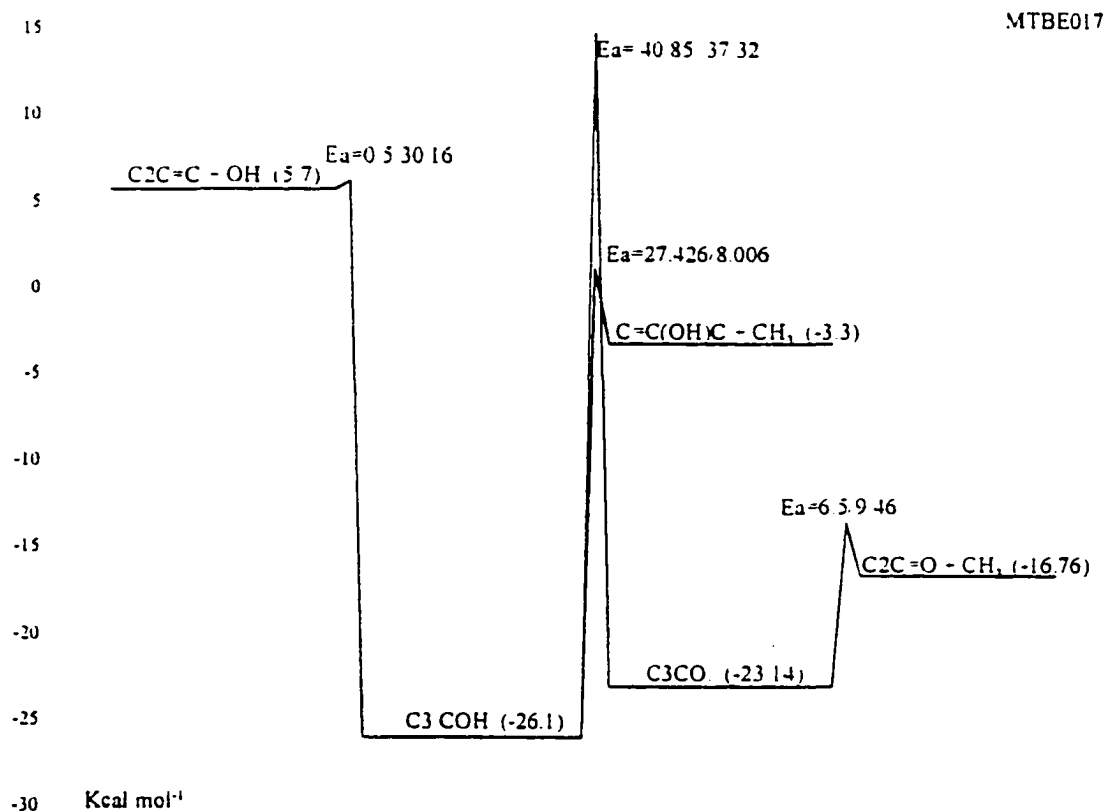 MTBE017
15
Ea= 40 85 37 32
10
Ea=0 5 30 16
C2C=C - OH (5 7)
5
Ea=27.426/8.006
0
C=C(OH)C - CH₃ (-3.3)
-5
-10
Ea=6 5/9 46
-15
C2C=O - CH₃ (-16.76)
-20
C3CO. (-23 14)
-25
C3 COH (-26.1)
-30
Kcal mol⁻¹